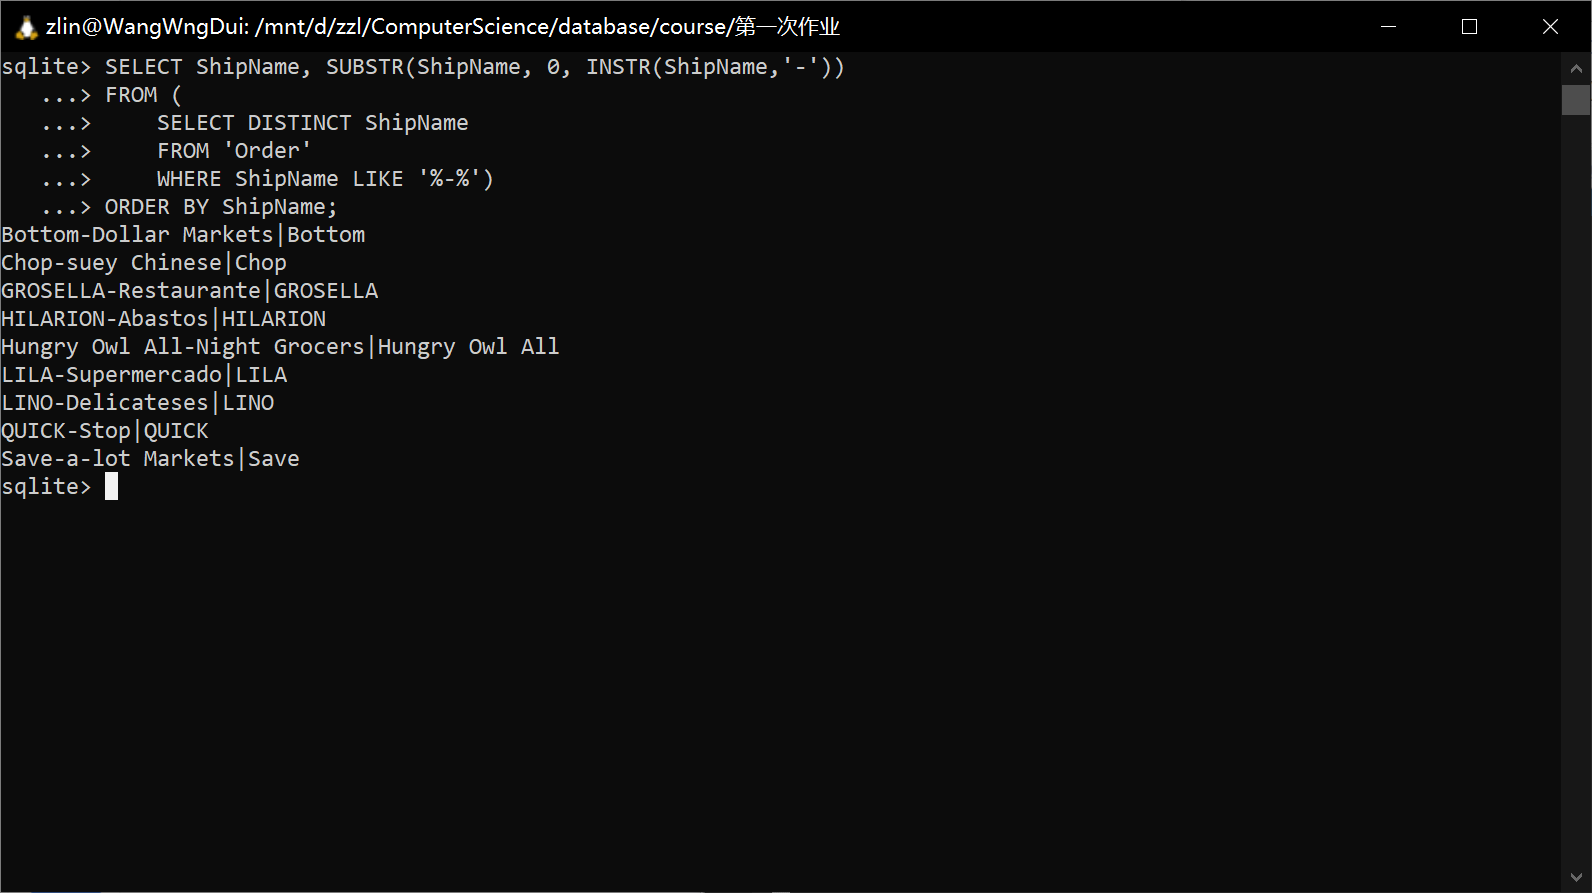 zlin@WangWngDui: /mnt/d/zzl/ComputerScience/database/course/第一次作业
sqlite> SELECT ShipName, SUBSTR(ShipName, 0, INSTR(ShipName,'-'))
   ...> FROM (
   ...>     SELECT DISTINCT ShipName
   ...>     FROM 'Order'
   ...>     WHERE ShipName LIKE '%-%')
   ...> ORDER BY ShipName;
Bottom-Dollar Markets|Bottom
Chop-suey Chinese|Chop
GROSELLA-Restaurante|GROSELLA
HILARION-Abastos|HILARION
Hungry Owl All-Night Grocers|Hungry Owl All
LILA-Supermercado|LILA
LINO-Delicateses|LINO
QUICK-Stop|QUICK
Save-a-lot Markets|Save
sqlite>